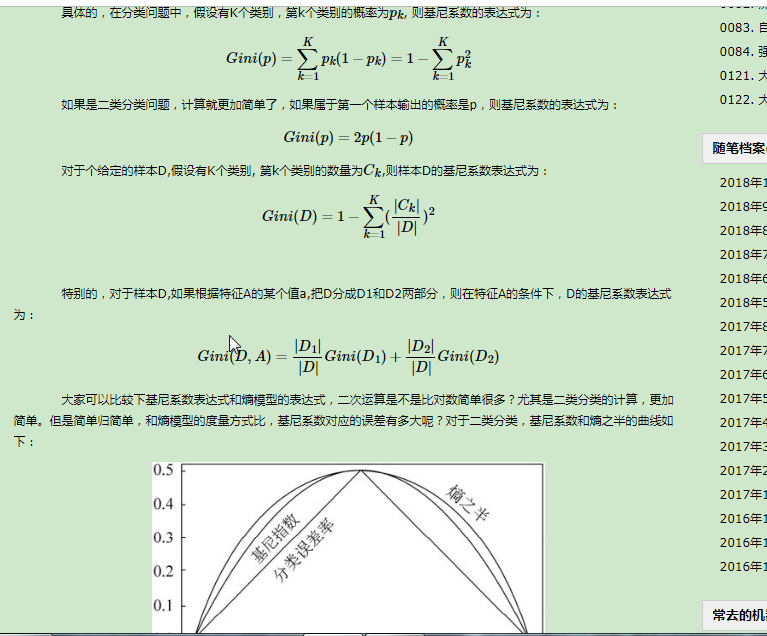 具体的，在分类问题中，假设有K个类别，第k个类别的概率为pk, 则基尼系数的表达式为：
Gini(p) = ∑_{k=1}^{K} pk(1 − pk) = 1 − ∑_{k=1}^{K} p_k^2
如果是二类分类问题，计算就更加简单了，如果属于第一个样本输出的概率是p，则基尼系数的表达式为：
Gini(p) = 2p(1 − p)
对于个给定的样本D,假设有K个类别, 第k个类别的数量为Ck,则样本D的基尼系数表达式为：
Gini(D) = 1 − ∑_{k=1}^{K} (|Ck|/|D|)^2
特别的，对于样本D,如果根据特征A的某个值a,把D分成D1和D2两部分，则在特征A的条件下，D的基尼系数表达式
为：
Gini(D, A) = |D1|/|D| Gini(D1) + |D2|/|D| Gini(D2)
大家可以比较下基尼系数表达式和熵模型的表达式，二次运算是不是比对数简单很多？尤其是二类分类的计算，更加
简单。但是简单归简单，和熵模型的度量方式比，基尼系数对应的误差有多大呢？对于二类分类，基尼系数和熵之半的曲线如
下：
0.5
0.4
0.3
0.2
0.1
基尼指数
分类误差率
熵之半
0083. 自
0084. 强
0121. 大
0122. 大
随笔档案
2018年1
2018年9
2018年8
2018年7
2018年6
2018年5
2017年8
2017年7
2017年6
2017年5
2017年4
2017年3
2017年2
2017年1
2016年1
2016年1
2016年1
常去的机器